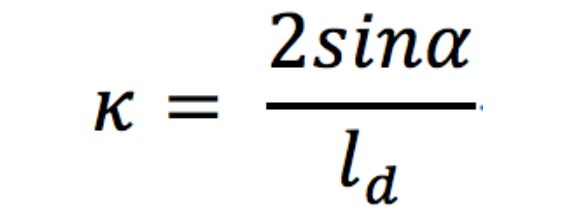 κ = 2sinα / l_d